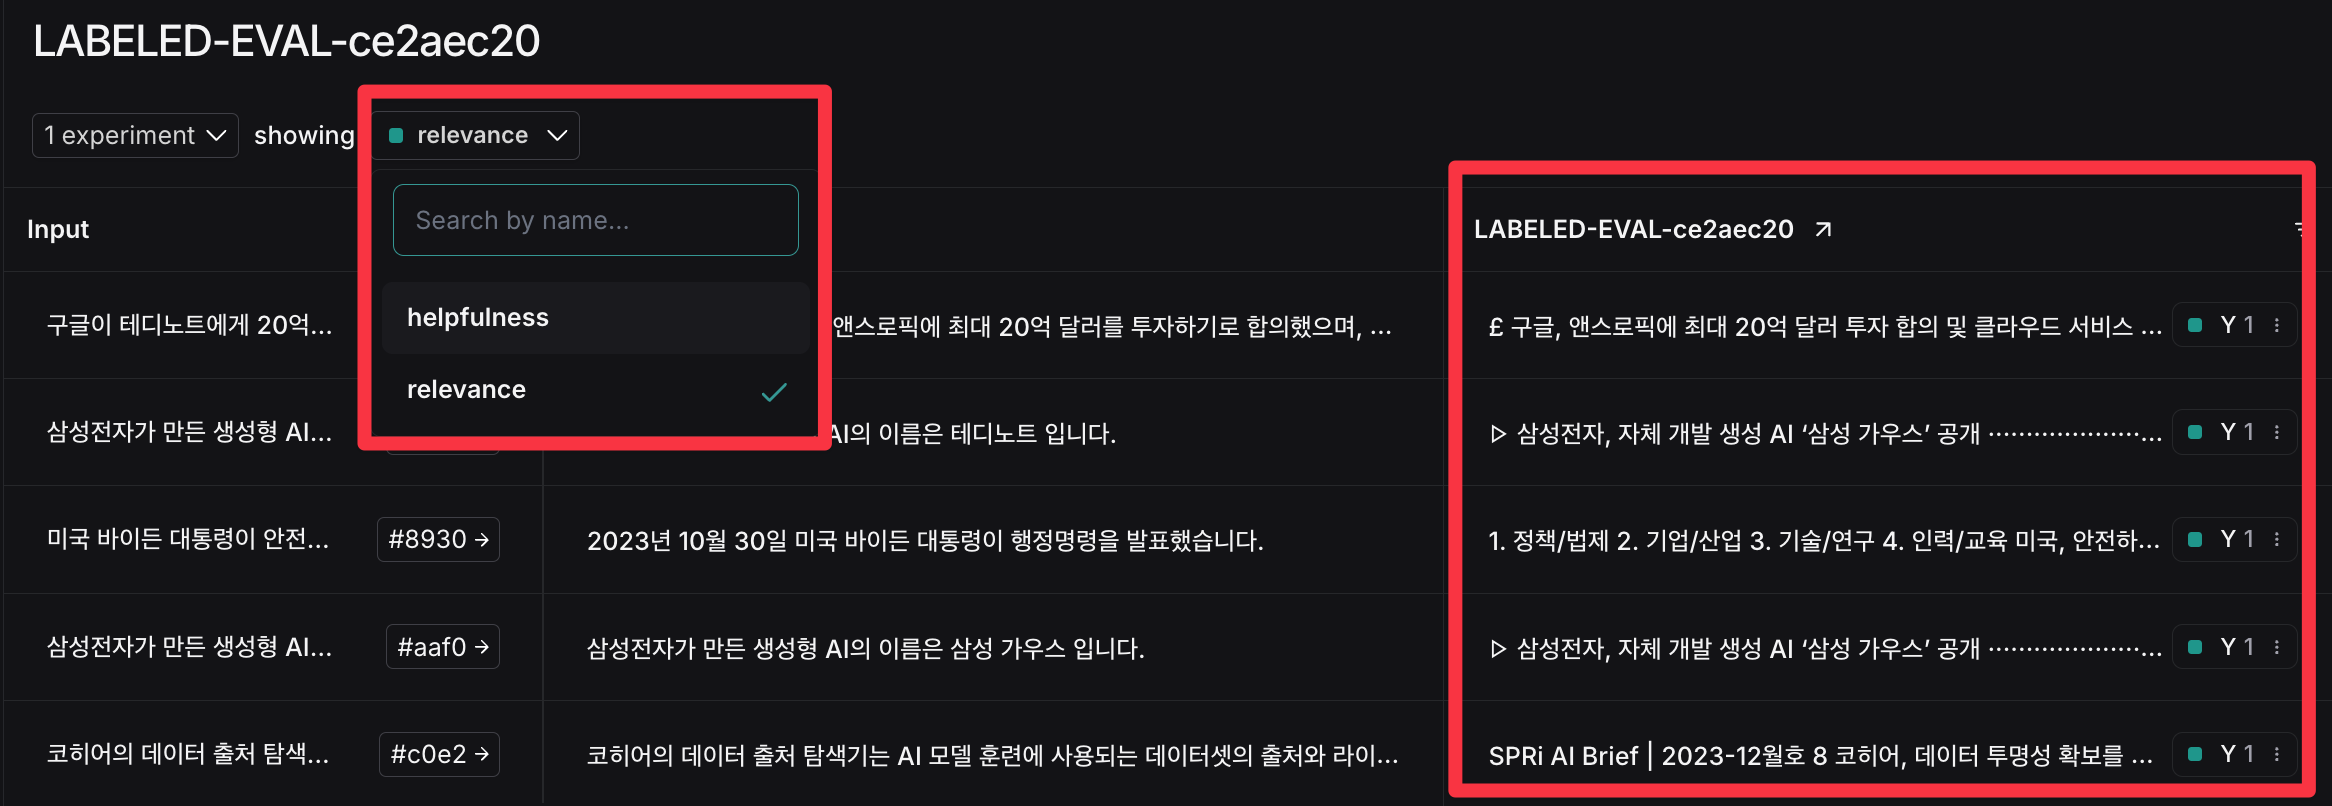 LABELED-EVAL-ce2aec20
1 experiment showing relevance
Search by name...
helpfulness
relevance
Input
LABELED-EVAL-ce2aec20
구글이 테디노트에게 20억...
앤스로픽에 최대 20억 달러를 투자하기로 합의했으며, ...
£ 구글, 앤스로픽에 최대 20억 달러 투자 합의 및 클라우드 서비스 ...
Y 1
삼성전자가 만든 생성형 AI...
AI의 이름은 테디노트 입니다.
▷ 삼성전자, 자체 개발 생성 AI ‘삼성 가우스’ 공개 ·······················...
Y 1
미국 바이든 대통령이 안전...
#8930 →
2023년 10월 30일 미국 바이든 대통령이 행정명령을 발표했습니다.
1. 정책/법제 2. 기업/산업 3. 기술/연구 4. 인력/교육 미국, 안전하...
Y 1
삼성전자가 만든 생성형 AI...
#aaf0 →
삼성전자가 만든 생성형 AI의 이름은 삼성 가우스 입니다.
▷ 삼성전자, 자체 개발 생성 AI ‘삼성 가우스’ 공개 ·······················...
Y 1
코히어의 데이터 출처 탐색...
#c0e2 →
코히어의 데이터 출처 탐색기는 AI 모델 훈련에 사용되는 데이터셋의 출처와 라이...
SPRi AI Brief | 2023-12월호 8 코히어, 데이터 투명성 확보를 ...
Y 1